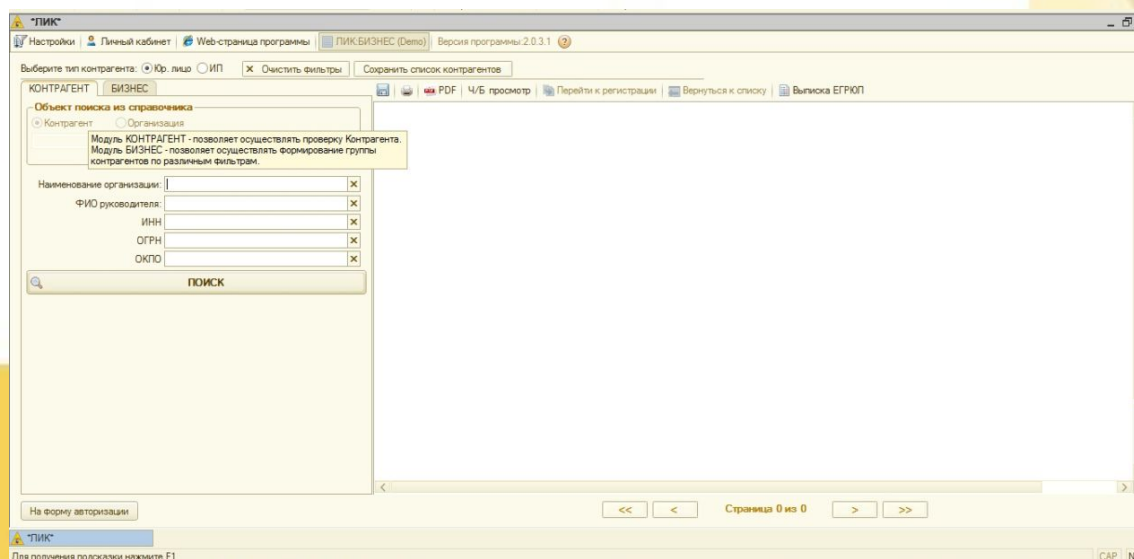 "ПИК"
Настройки Личный кабинет Web-страница программы ПИК:БИЗНЕС (Demo) Версия программы:2.0.3.1 ?
Выберите тип контрагента: Юр. лицо ИП Очистить фильтры Сохранить список контрагентов
КОНТРАГЕНТ БИЗНЕС
PDF Ч/Б просмотр Перейти к регистрации Вернуться к списку Выписка ЕГРЮЛ
Объект поиска из справочника
Контрагент Организация
Модуль КОНТРАГЕНТ - позволяет осуществлять проверку Контрагента.
Модуль БИЗНЕС - позволяет осуществлять формирование группы
контрагентов по различным фильтрам.
Наименование организации:
ФИО руководителя:
ИНН
ОГРН
ОКПО
ПОИСК
На форму авторизации
<< < Страница 0 из 0 > >>
"ПИК"
Для получения подсказки нажмите F1
CAP N